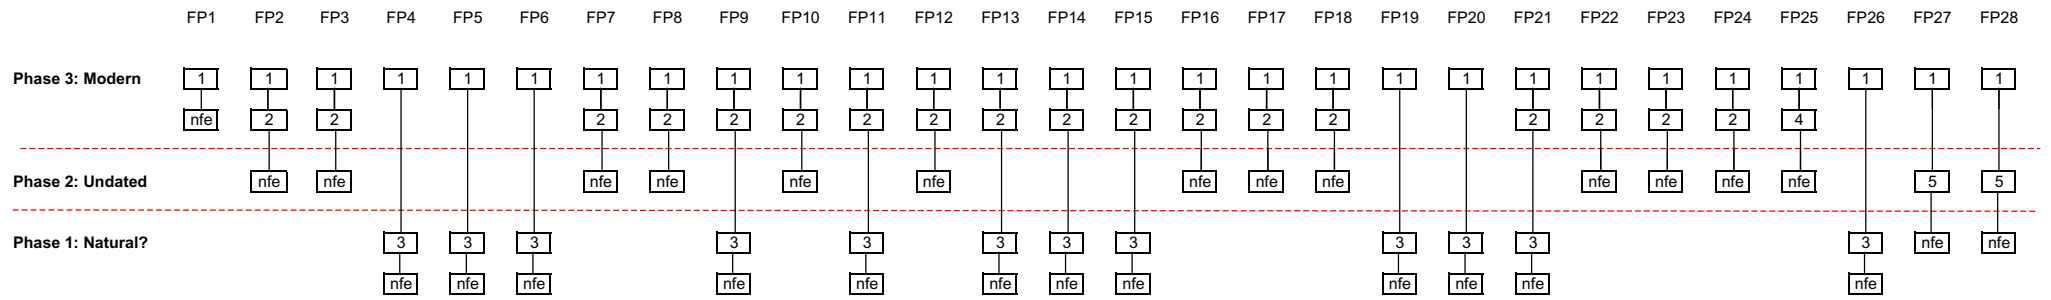 FP1 FP2 FP3 FP4 FP5 FP6 FP7 FP8 FP9 FP10 FP11 FP12 FP13 FP14 FP15 FP16 FP17 FP18 FP19 FP20 FP21 FP22 FP23 FP24 FP25 FP26 FP27 FP28
Phase 3: Modern 1 1 1 1 1 1 1 1 1 1 1 1 1 1 1 1 1 1 1 1 1 1 1 1 1 1 1 1
nfe 2 2 2 2 2 2 2 2 2 2 2 2 2 2 2 2 2 2 4
Phase 2: Undated nfe nfe nfe nfe nfe nfe nfe nfe nfe nfe nfe nfe nfe 5 5
Phase 1: Natural? 3 3 3 3 3 3 3 3 3 3 3 3 nfe nfe
nfe nfe nfe nfe nfe nfe nfe nfe nfe nfe nfe nfe